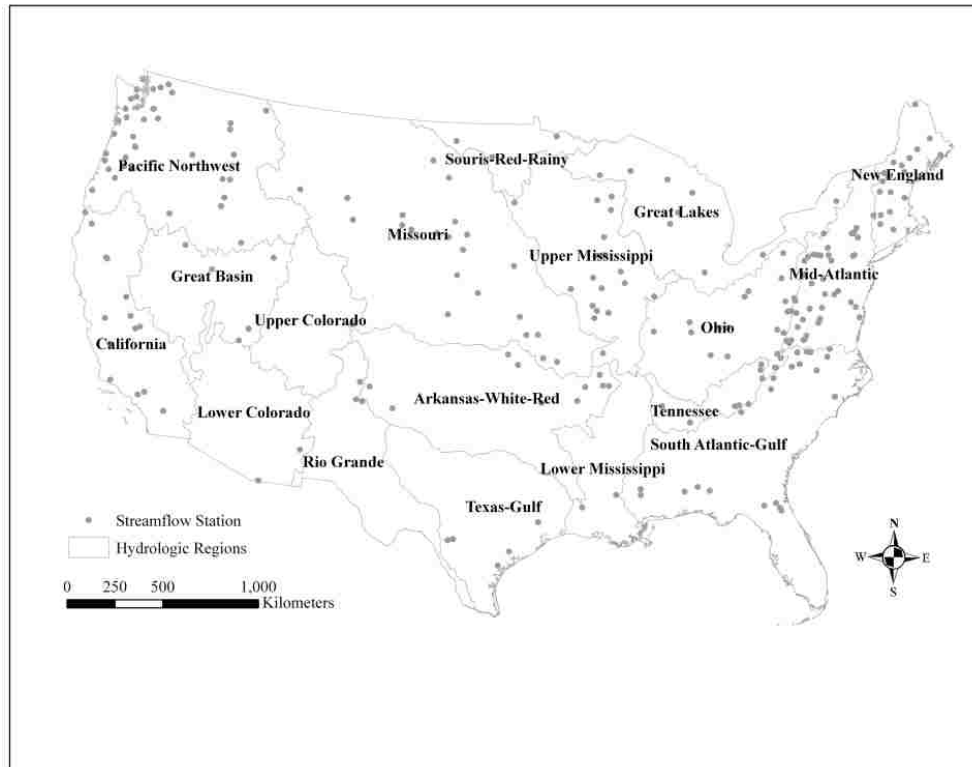 Souris-Red-Rainy
Pacific Northwest
New England
Great Lakes
Missouri
Upper Mississippi
Mid-Atlantic
Great Basin
Upper Colorado
Ohio
California
Arkansas-White-Red
Lower Colorado
Tennessee
South Atlantic-Gulf
Rio Grande
Lower Mississippi
Texas-Gulf
Streamflow Station
Hydrologic Regions
0 250 500 1,000
Kilometers
N
W E
S